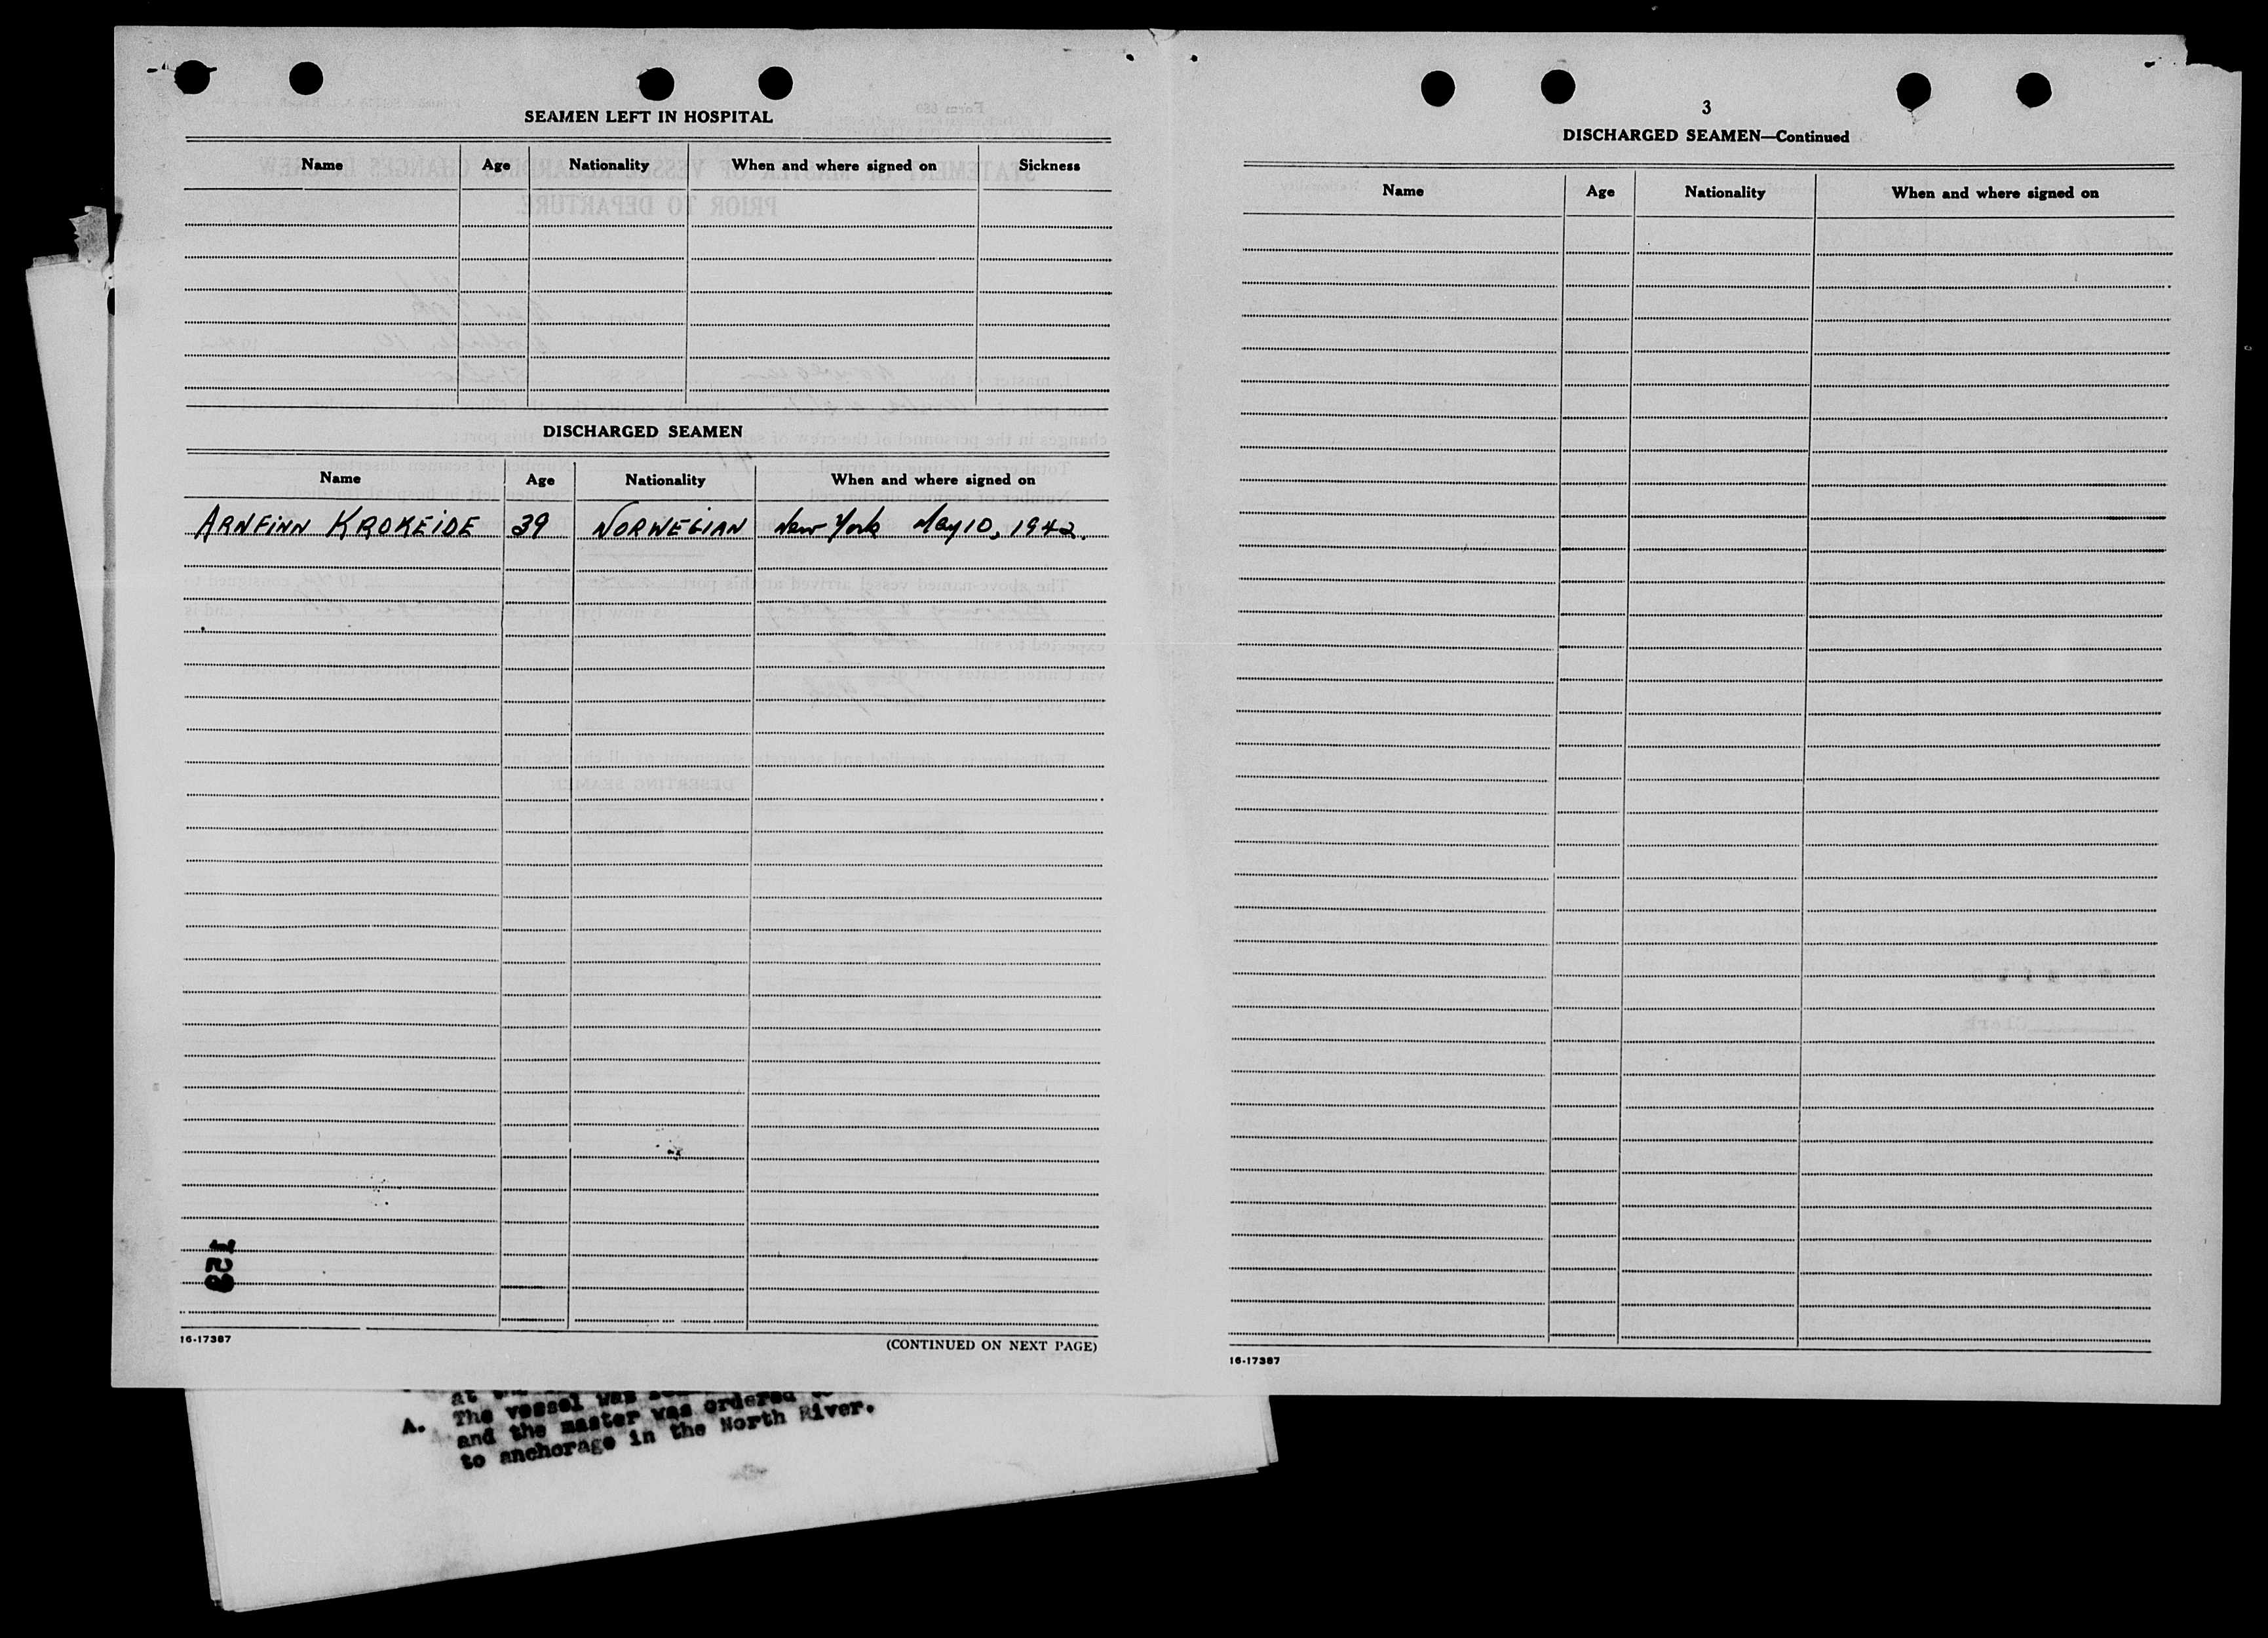 SEAMEN LEFT IN HOSPITAL
Name Age Nationality When and where signed on Sickness
DISCHARGED SEAMEN
Name Age Nationality When and where signed on
ARNFINN KROKEIDE 39 NORWEGIAN New York May 10, 1942.
128
16-17387
(CONTINUED ON NEXT PAGE)
3
DISCHARGED SEAMEN—Continued
Name Age Nationality When and where signed on
16-17387
at
A. The vessel was
and the master was ordered
to anchorage in the North River.